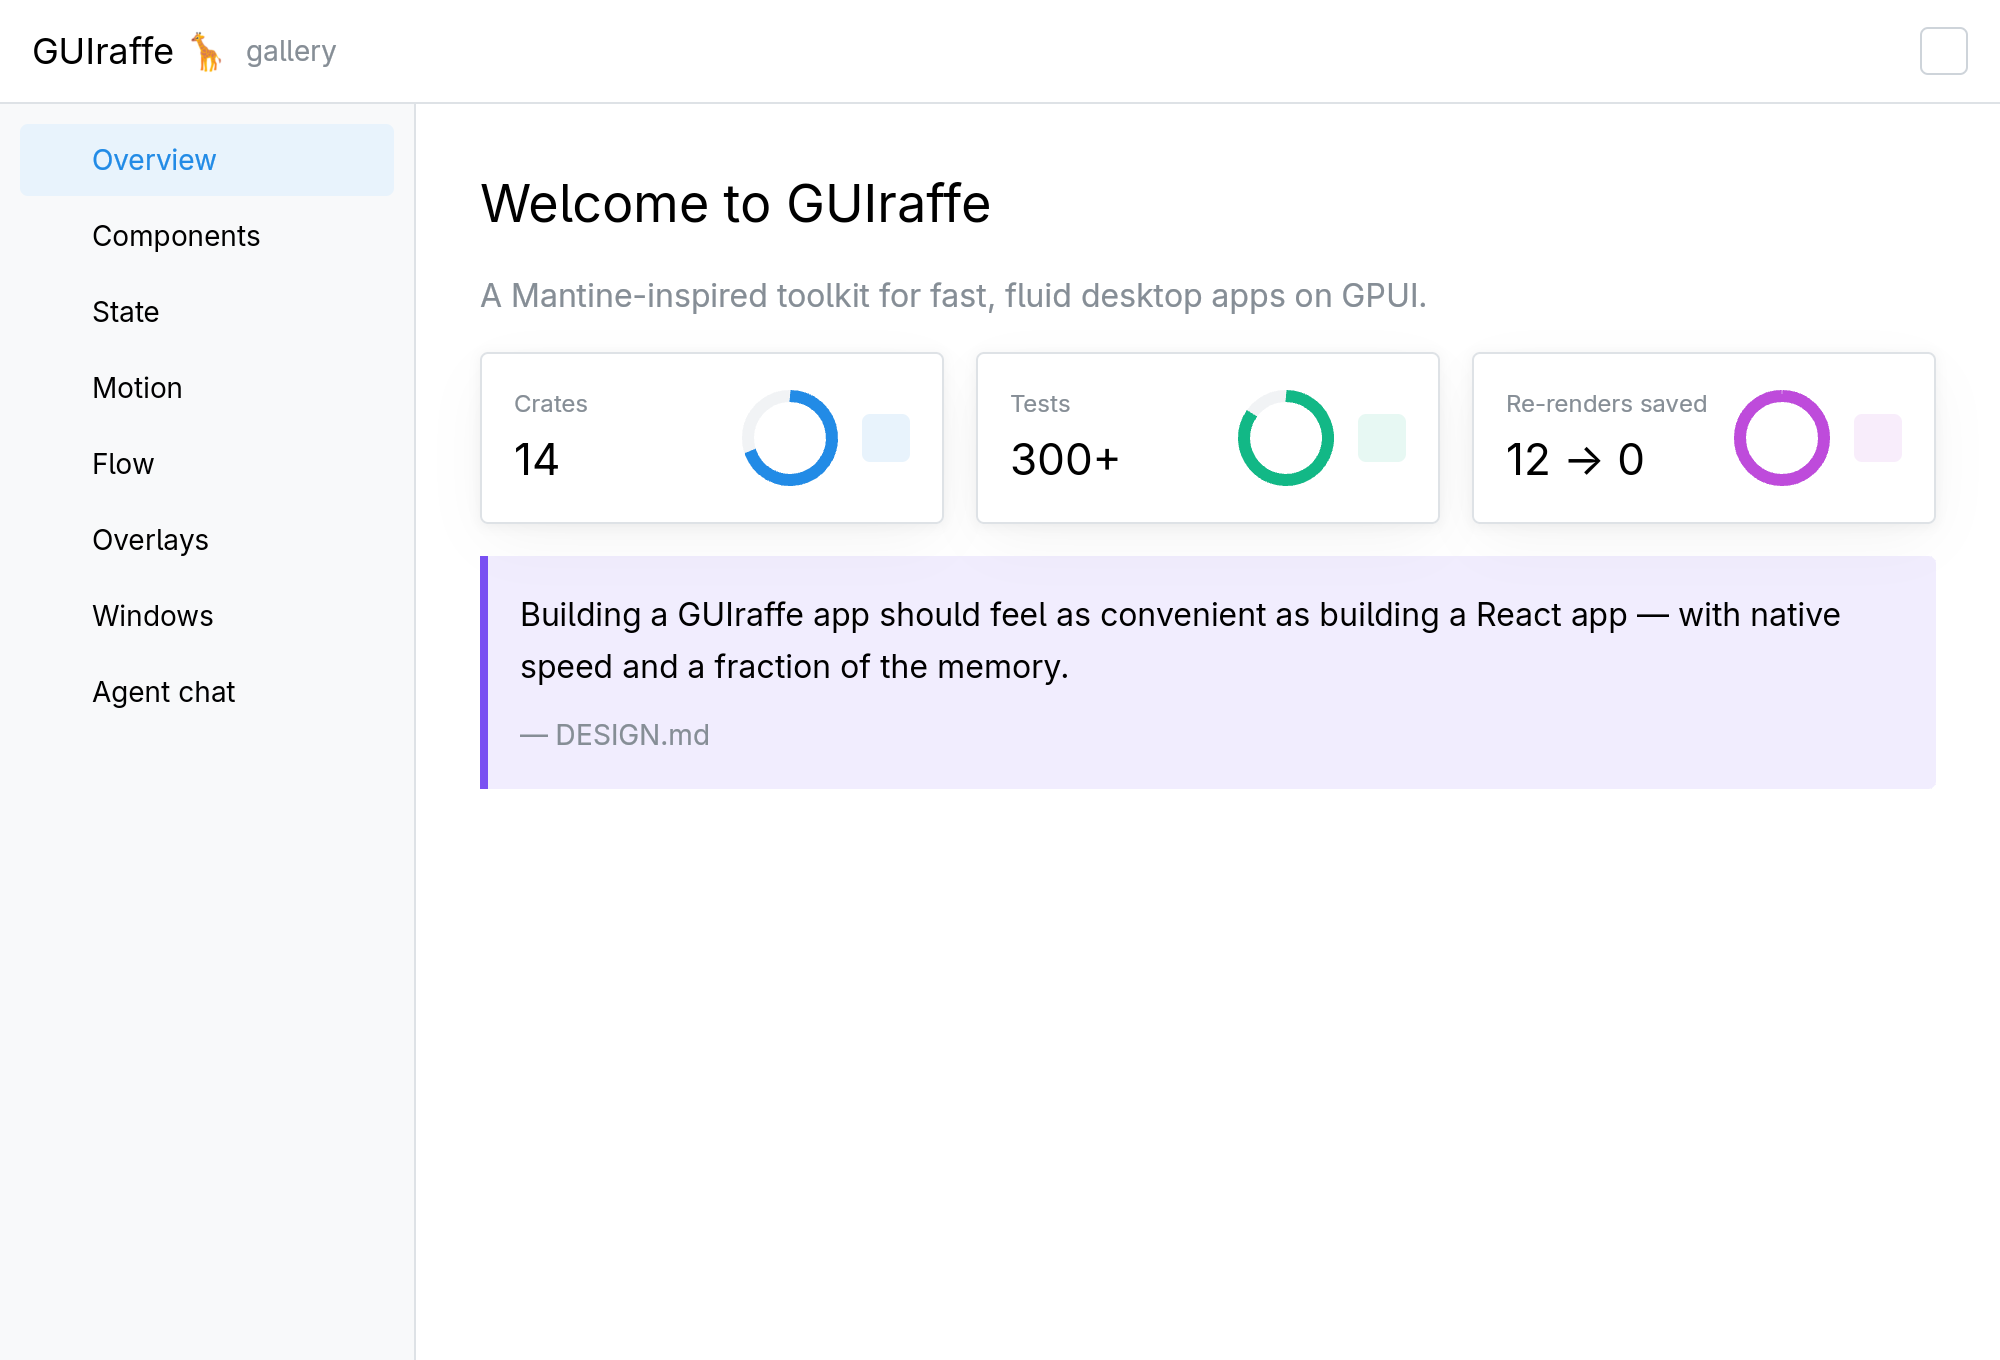 GUIraffe 🦒 gallery
Overview
Components
State
Motion
Flow
Overlays
Windows
Agent chat
Welcome to GUIraffe
A Mantine-inspired toolkit for fast, fluid desktop apps on GPUI.
Crates
14
Tests
300+
Re-renders saved
12 → 0
Building a GUIraffe app should feel as convenient as building a React app — with native
speed and a fraction of the memory.
— DESIGN.md